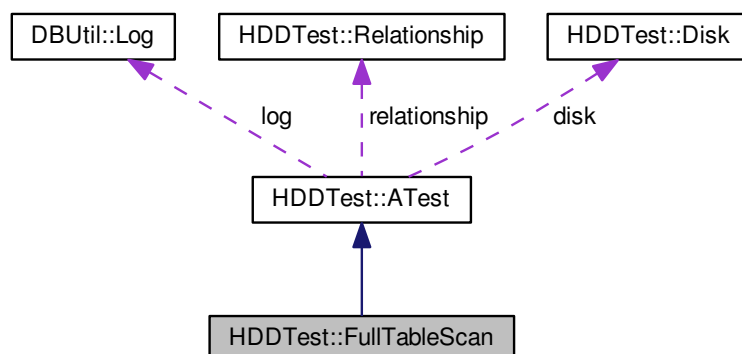 DBUtil::Log HDDTest::Relationship HDDTest::Disk
log relationship disk
HDDTest::ATest
HDDTest::FullTableScan